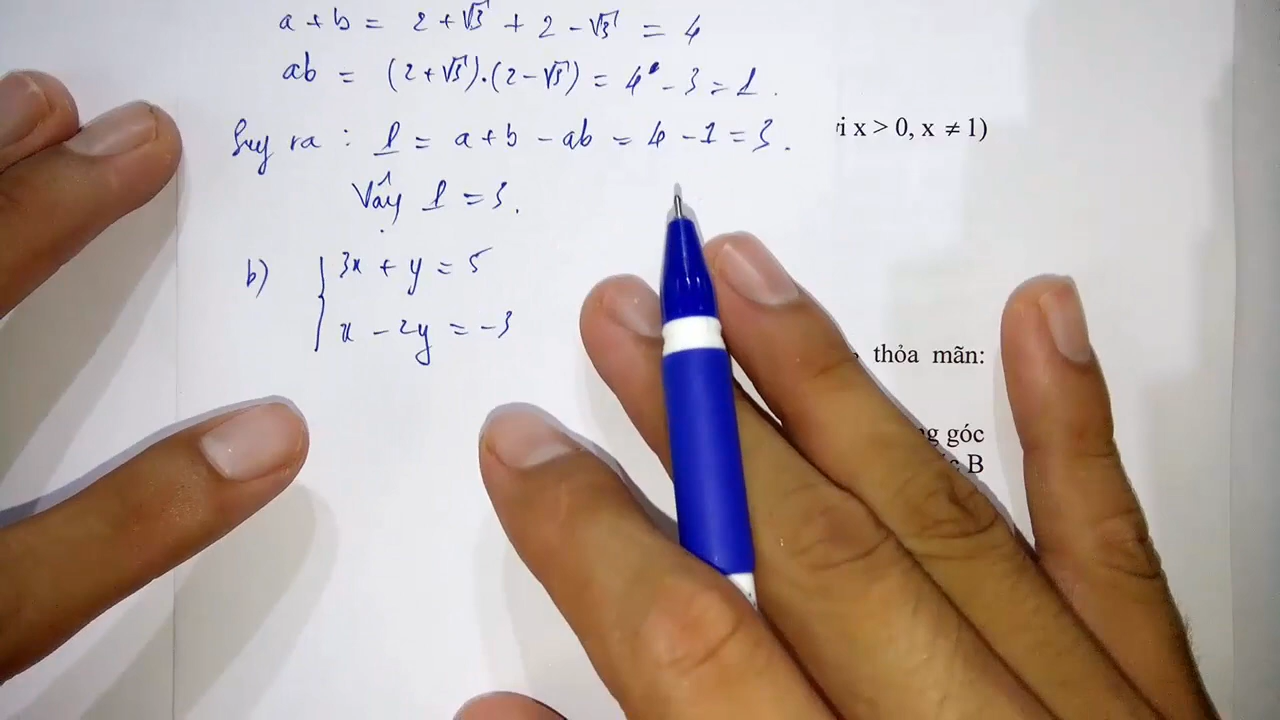 a + b = 2 + √3 + 2 - √3 = 4
ab = (2 + √3).(2 - √3) = 4 - 3 = 1.
Suy ra : P = a + b - ab = 4 - 1 = 3.
x > 0, x ≠ 1)
Vậy P = 3.
b) { 3x + y = 5
x - 2y = -3
thỏa mãn:
góc
B